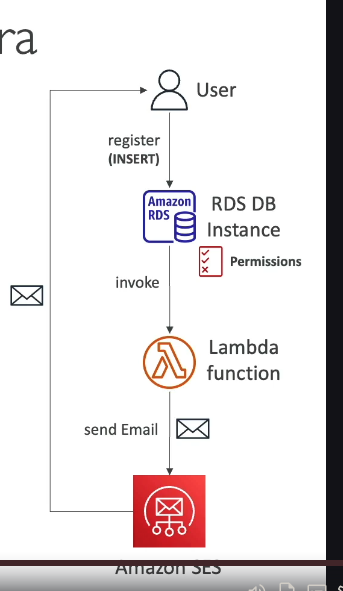 ra
User
register
(INSERT)
Amazon
RDS
RDS DB
Instance
Permissions
invoke
Lambda
function
send Email
Amazon SES